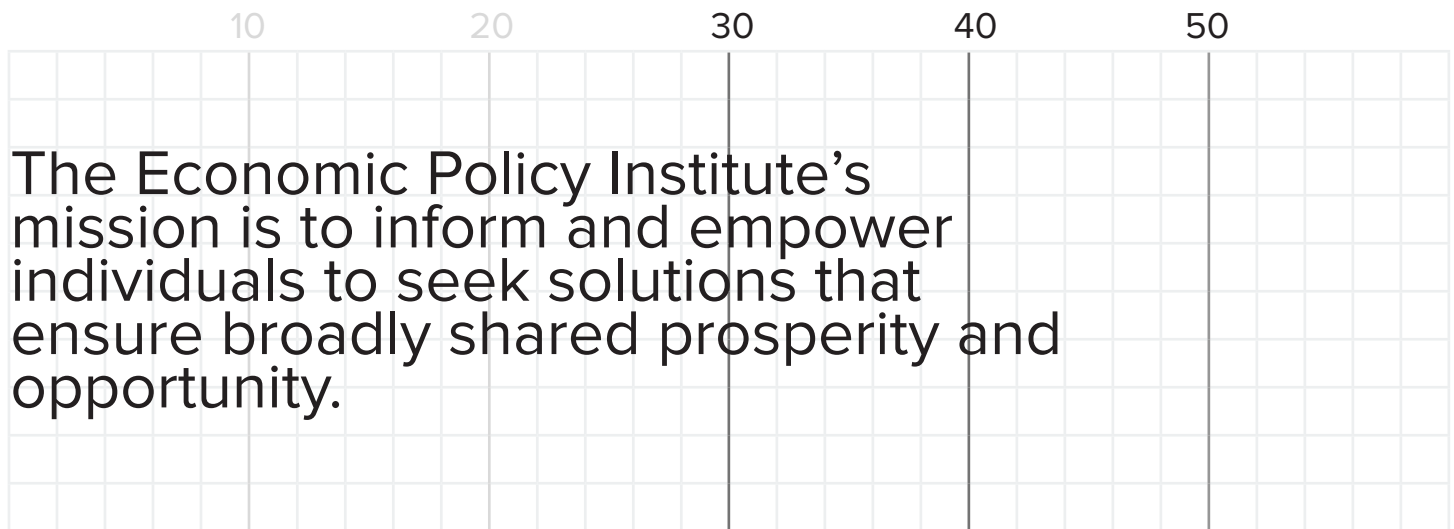 10 20 30 40 50
The Economic Policy Institute’s
mission is to inform and empower
individuals to seek solutions that
ensure broadly shared prosperity and
opportunity.